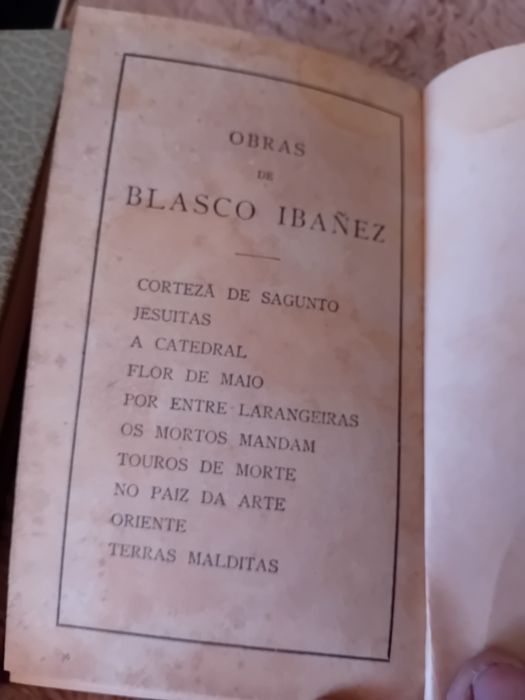 OBRAS
DE
BLASCO IBAÑEZ
CORTEZÃ DE SAGUNTO
JESUITAS
A CATEDRAL
FLOR DE MAIO
POR ENTRE LARANGEIRAS
OS MORTOS MANDAM
TOUROS DE MORTE
NO PAIZ DA ARTE
ORIENTE
TERRAS MALDITAS